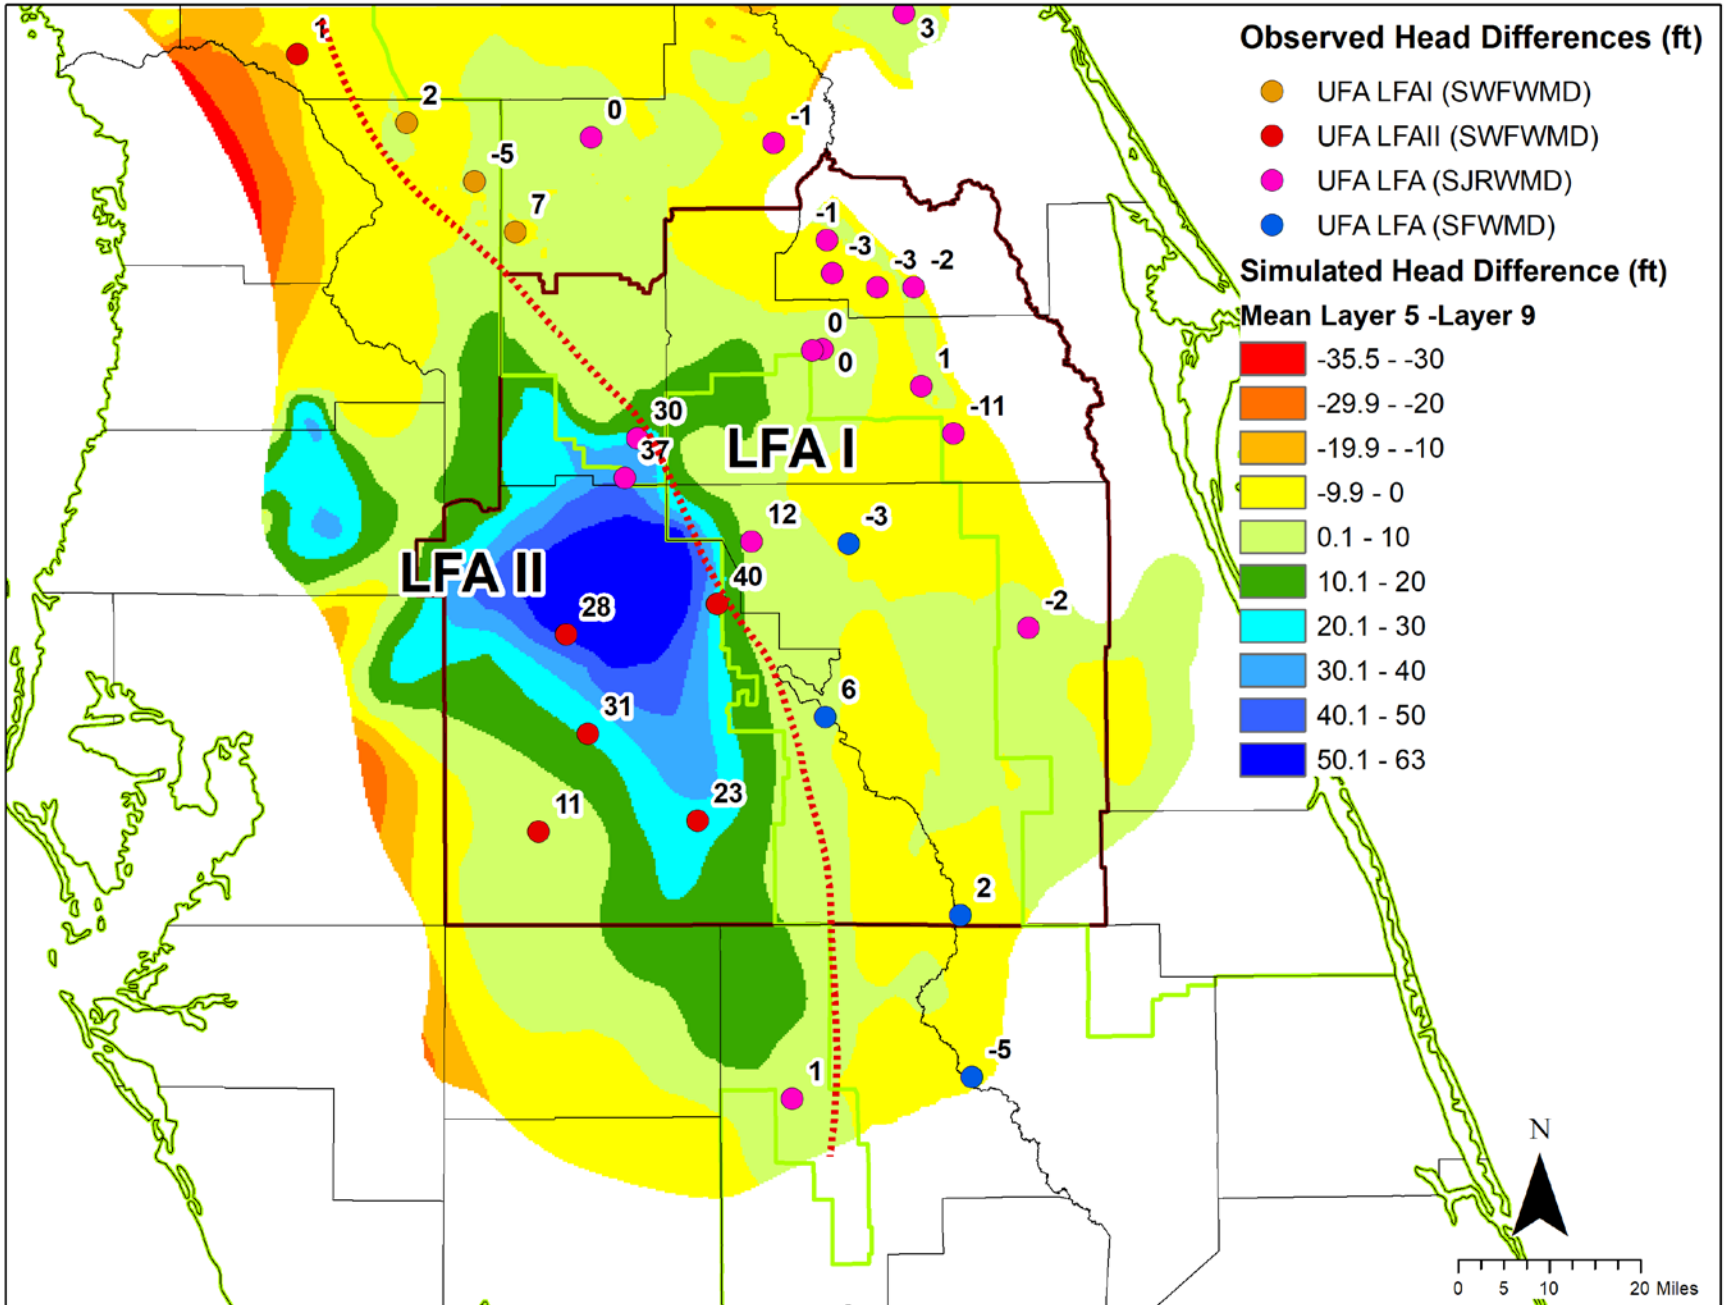 1
3
Observed Head Differences (ft)
2
0
-1
UFA LFAI (SWFWMD)
UFA LFAII (SWFWMD)
-5
UFA LFA (SJRWMD)
7
-1
UFA LFA (SFWMD)
-3
-3
-2
Simulated Head Difference (ft)
Mean Layer 5 -Layer 9
0
0
1
-35.5 - -30
-29.9 - -20
30
-11
37
LFA I
-19.9 - -10
-9.9 - 0
12
-3
0.1 - 10
LFA II
40
10.1 - 20
28
-2
20.1 - 30
30.1 - 40
6
31
40.1 - 50
50.1 - 63
11
23
2
-5
1
N
0 5 10 20 Miles